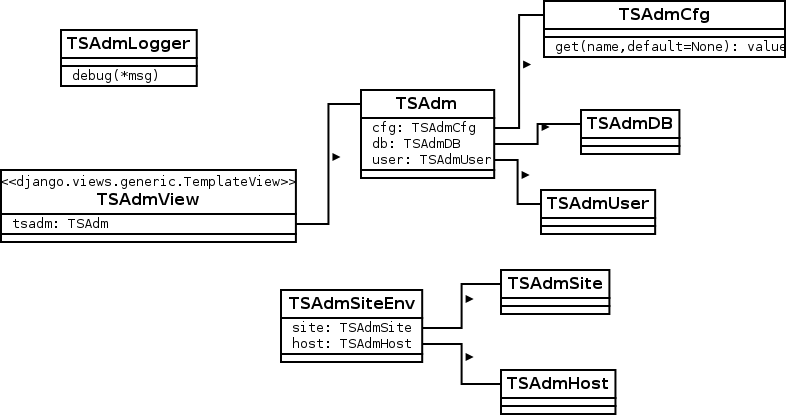 TSAdmCfg
get(name,default=None): value
TSAdmLogger
debug(*msg)
TSAdm
cfg: TSAdmCfg
db: TSAdmDB
user: TSAdmUser
TSAdmDB
<<django.views.generic.TemplateView>>
TSAdmView
tsadm: TSAdm
TSAdmUser
TSAdmSiteEnv
site: TSAdmSite
host: TSAdmHost
TSAdmSite
TSAdmHost